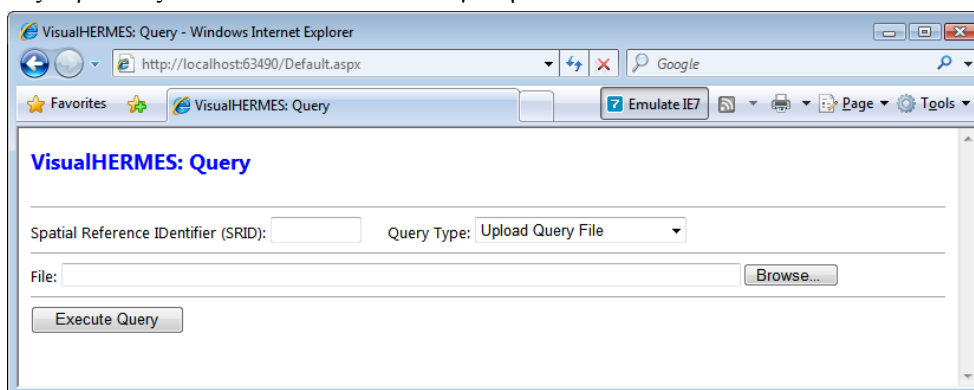 VisualHERMES: Query - Windows Internet Explorer
http://localhost:63490/Default.aspx Google
Favorites VisualHERMES: Query 7 Emulate IE7 Page Tools
VisualHERMES: Query
Spatial Reference IDentifier (SRID): Query Type: Upload Query File
File: Browse...
Execute Query